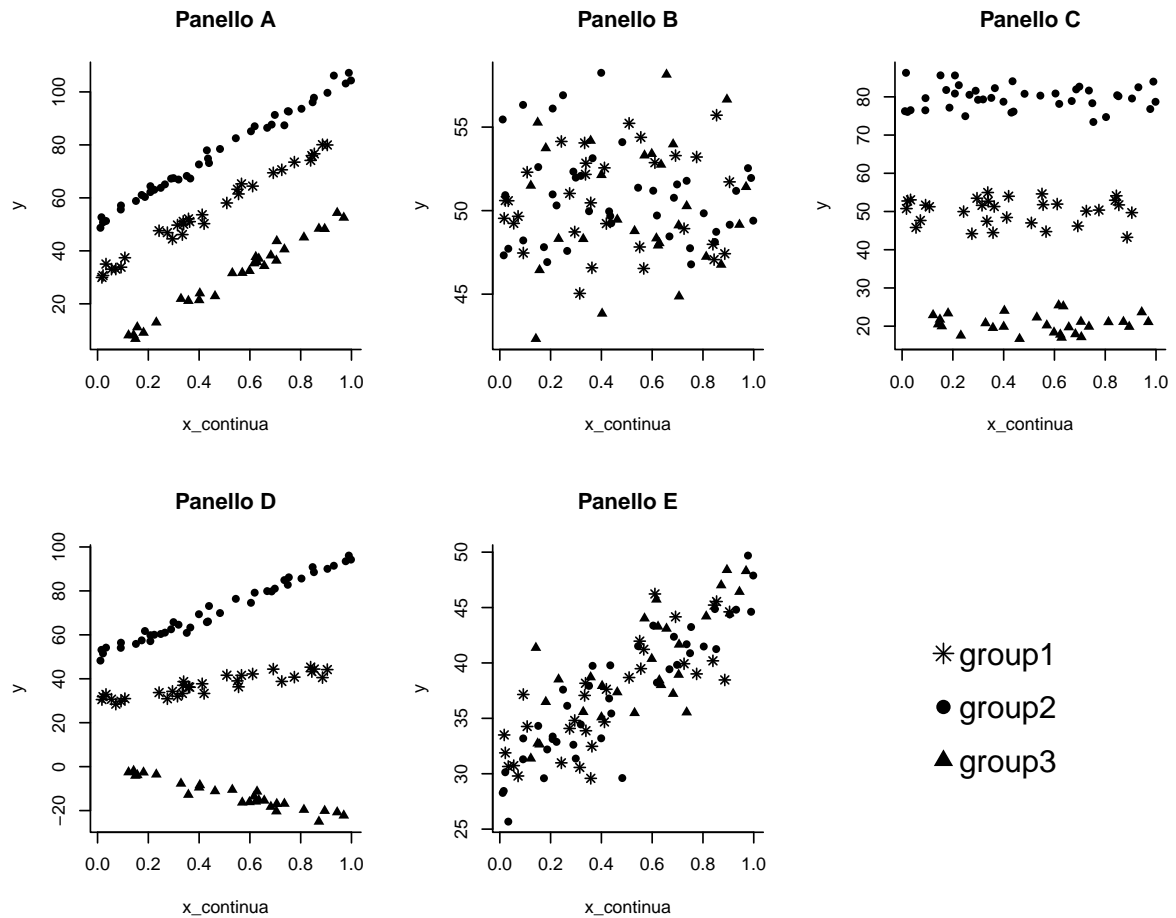 Panello A
Panello B
Panello C
y
20 40 60 80 100
0.0 0.2 0.4 0.6 0.8 1.0
x_continua
y
45 50 55
0.0 0.2 0.4 0.6 0.8 1.0
x_continua
y
20 30 40 50 60 70 80
0.0 0.2 0.4 0.6 0.8 1.0
x_continua
Panello D
Panello E
y
−20 0 20 40 60 80 100
0.0 0.2 0.4 0.6 0.8 1.0
x_continua
y
25 30 35 40 45 50
0.0 0.2 0.4 0.6 0.8 1.0
x_continua
group1
group2
group3